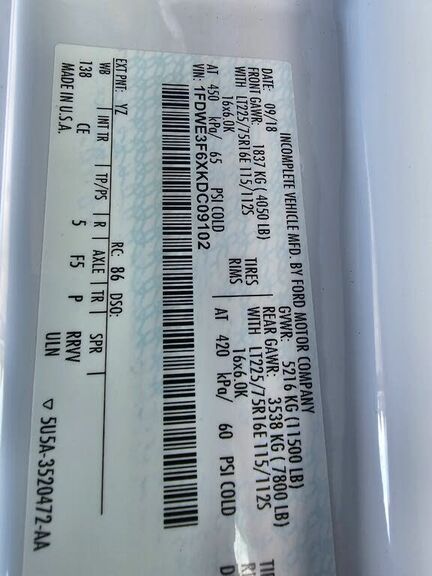 INCOMPLETE VEHICLE MFD. BY FORD MOTOR COMPANY
DATE: 09/18 GVWR: 5216 KG (11500 LB)
FRONT GAWR: 1837 KG (4050 LB) REAR GAWR: 3538 KG (7800 LB)
WITH LT225/75R16E 115/112S TIRES WITH LT225/75R16E 115/112S
16x6.0K RIMS 16x6.0K
AT 450 kPa/ 65 PSI COLD AT 420 kPa/ 60 PSI COLD
VIN: 1FDWE3F6XKDC09102
EXT PNT: YZ RC: 86 DSO:
WB INT TR TP/PS R AXLE TR SPR
138 CE 5 F5 P RRVV
MADE IN U.S.A. ULN
5U5A-3520472-AA